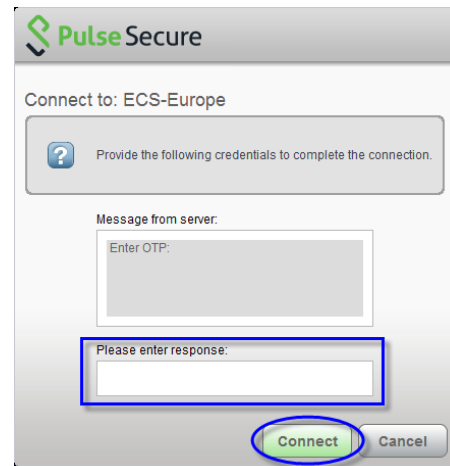 Pulse Secure
Connect to: ECS-Europe
Provide the following credentials to complete the connection.
Message from server:
Enter OTP:
Please enter response:
Connect Cancel